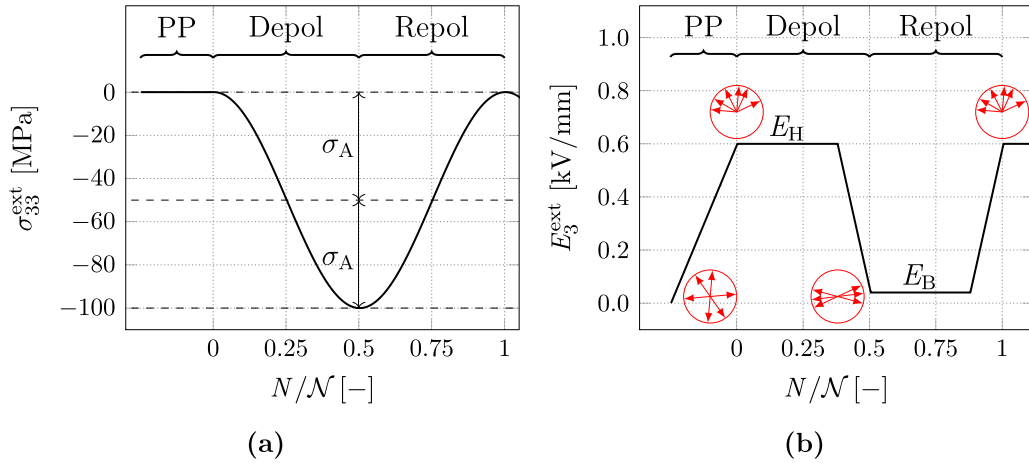 PP Depol Repol
0
−20
−40
−60
−80
−100
σ_33^ext [MPa]
σ_A
σ_A
0 0.25 0.5 0.75 1
N/𝒩 [−]
(a)
PP Depol Repol
1.0
0.8
0.6
0.4
0.2
0.0
E_3^ext [kV/mm]
E_H
E_B
0 0.25 0.5 0.75 1
N/𝒩 [−]
(b)